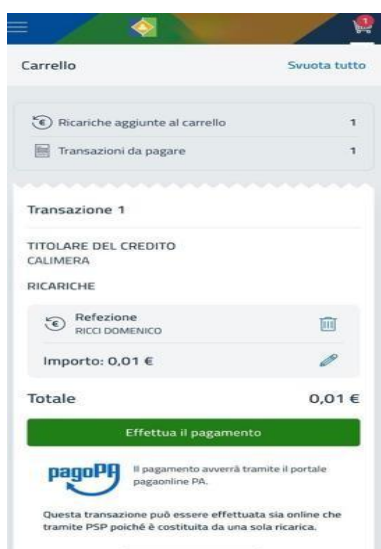 1
Carrello Svuota tutto
Ricariche aggiunte al carrello 1
Transazioni da pagare 1
Transazione 1
TITOLARE DEL CREDITO
CALIMERA
RICARICHE
Refezione
RICCI DOMENICO
Importo: 0,01 €
Totale 0,01 €
Effettua il pagamento
pagoPA Il pagamento avverrà tramite il portale
pagaonline PA.
Questa transazione può essere effettuata sia online che
tramite PSP poiché è costituita da una sola ricarica.